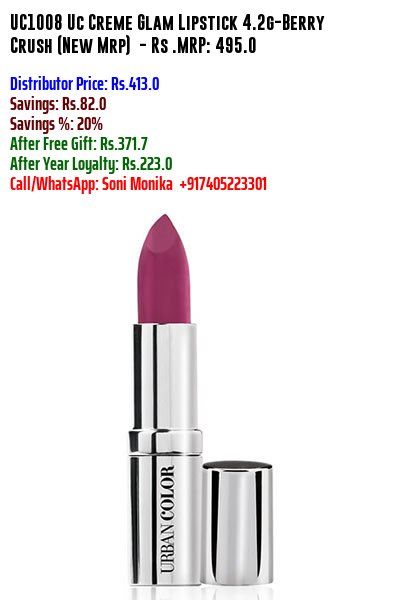 UC1008 Uc Creme Glam Lipstick 4.2g-Berry
Crush (New Mrp) - Rs .MRP: 495.0
Distributor Price: Rs.413.0
Savings: Rs.82.0
Savings %: 20%
After Free Gift: Rs.371.7
After Year Loyalty: Rs.223.0
Call/WhatsApp: Soni Monika +917405223301
URBAN COLOR